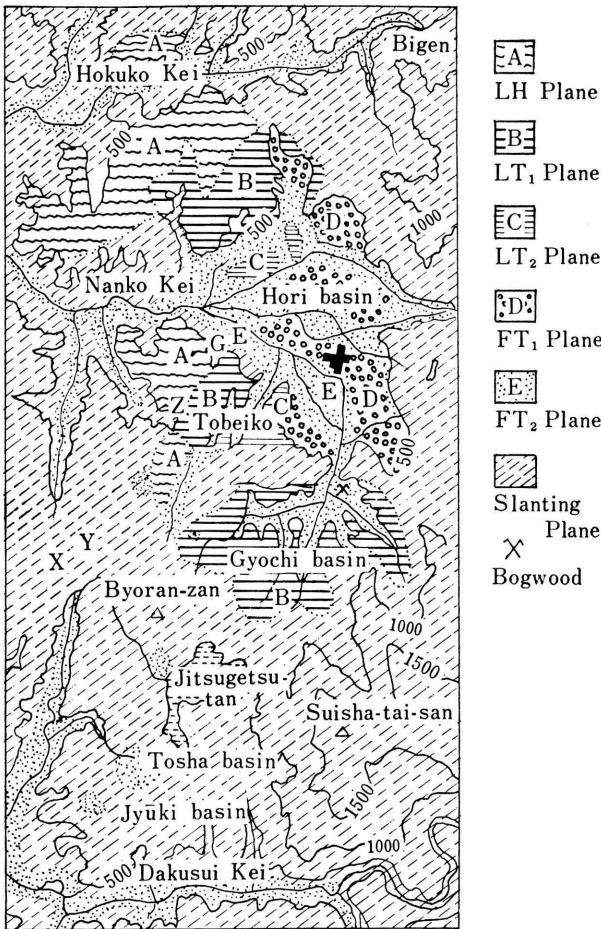 A
500
Bigen
Hokuko Kei
500
A
B
500
D
1000
C
Nanko Kei
Hori basin
G E
A
B
E
D
Z
C
Tobeiko
500
A
Y
X
Gyochi basin
B
Byoran-zan
1000
1500
Jitsugetsu-
tan
Suisha-tai-san
Tosha basin
1500
Jyūki basin
1000
500
Dakusui Kei
A
LH Plane
B
LT₁ Plane
C
LT₂ Plane
D
FT₁ Plane
E
FT₂ Plane
Slanting
Plane
Bogwood